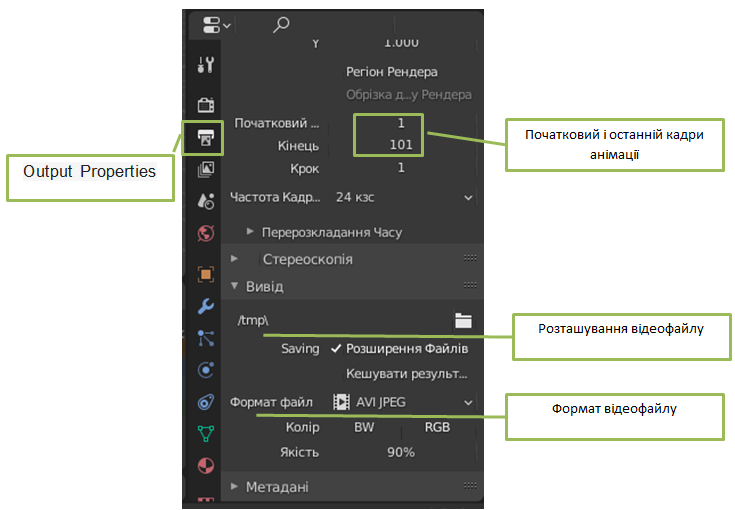 Y 1.000
Регіон Рендера
Обрізка д...у Рендера
Початковий ... 1
Кінець 101
Крок 1
Частота Кадр... 24 кзс
Перерозкладання Часу
Стереоскопія
Вивід
/tmp\
Saving Розширення Файлів
Кешувати результ...
Формат файл AVI JPEG
Колір BW RGB
Якість 90%
Метадані
Output Properties
Початковий і останній кадри
анімації
Розташування відеофайлу
Формат відеофайлу